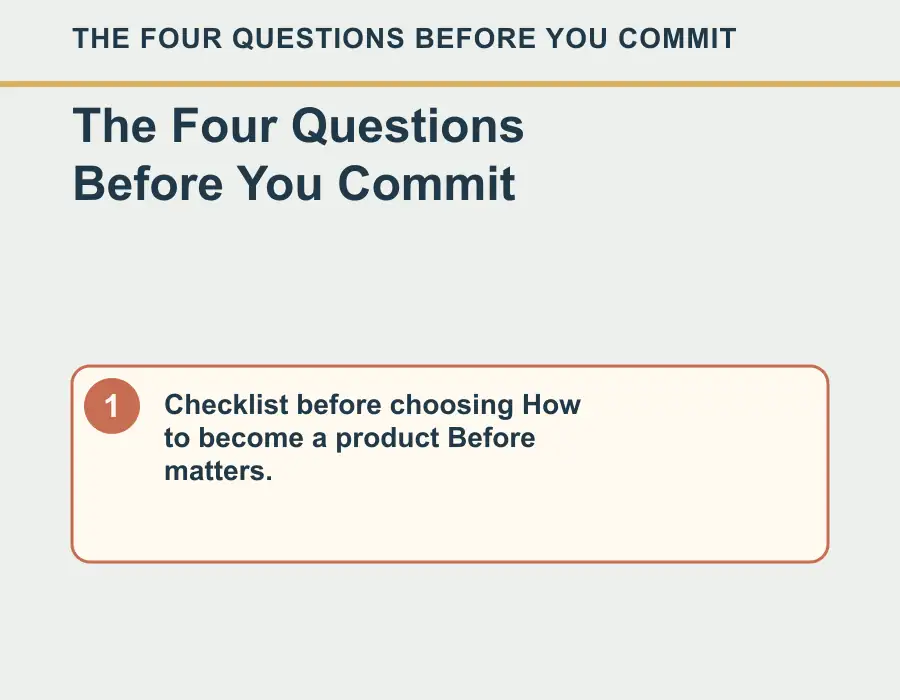 THE FOUR QUESTIONS BEFORE YOU COMMIT
The Four Questions
Before You Commit
1
Checklist before choosing How
to become a product Before
matters.